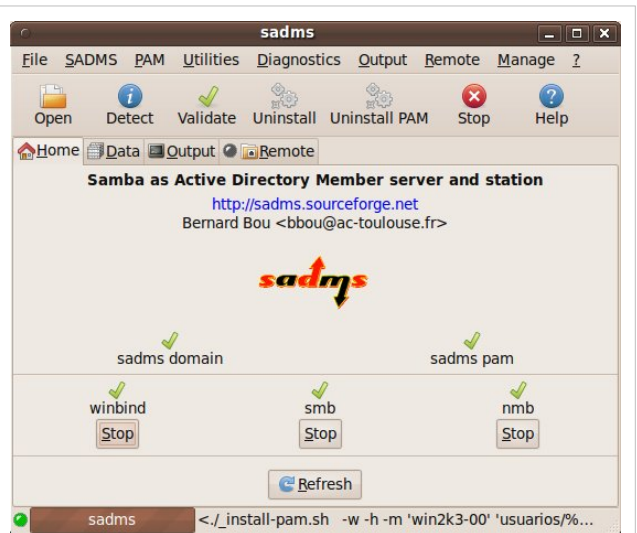 sadms
File SADMS PAM Utilities Diagnostics Output Remote Manage ?
Open Detect Validate Uninstall Uninstall PAM Stop Help
Home Data Output Remote
Samba as Active Directory Member server and station
http://sadms.sourceforge.net
Bernard Bou <bbou@ac-toulouse.fr>
sadms
sadms domain sadms pam
winbind smb nmb
Stop Stop Stop
Refresh
sadms <./_install-pam.sh -w -h -m 'win2k3-00' 'usuarios/%...